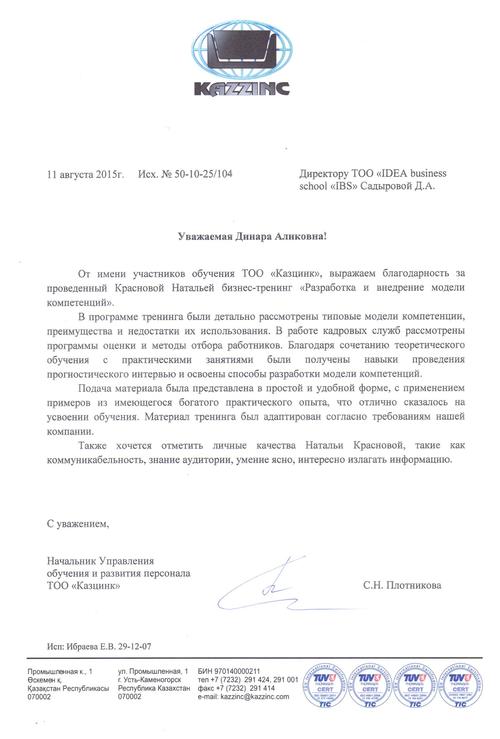 KAZZINC
11 августа 2015г. Исх. № 50-10-25/104
Директору ТОО «IDEA business
school «IBS» Садыровой Д.А.
Уважаемая Динара Аликовна!
От имени участников обучения ТОО «Казцинк», выражаем благодарность за
проведенный Красновой Натальей бизнес-тренинг «Разработка и внедрение модели
компетенций».
В программе тренинга были детально рассмотрены типовые модели компетенции,
преимущества и недостатки их использования. В работе кадровых служб рассмотрены
программы оценки и методы отбора работников. Благодаря сочетанию теоретического
обучения с практическими занятиями были получены навыки проведения
прогностического интервью и освоены способы разработки модели компетенций.
Подача материала была представлена в простой и удобной форме, с применением
примеров из имеющегося богатого практического опыта, что отлично сказалось на
усвоении обучения. Материал тренинга был адаптирован согласно требованиям нашей
компании.
Также хочется отметить личные качества Натальи Красновой, такие как
коммуникабельность, знание аудитории, умение ясно, интересно излагать информацию.
С уважением,
Начальник Управления
обучения и развития персонала
ТОО «Казцинк»
С.Н. Плотникова
Исп: Ибраева Е.В. 29-12-07
Промышленная к., 1
Өскемен қ.
Қазақстан Республикасы
070002
ул. Промышленная, 1
г. Усть-Каменогорск
Республика Казахстан
070002
БИН 970140000211
тел +7 (7232) 291 424, 291 001
факс +7 (7232) 291 414
e-mail: kazzinc@kazzinc.com
TUV CERT TIC
TUV CERT TIC
TUV CERT TIC
TUV CERT TIC